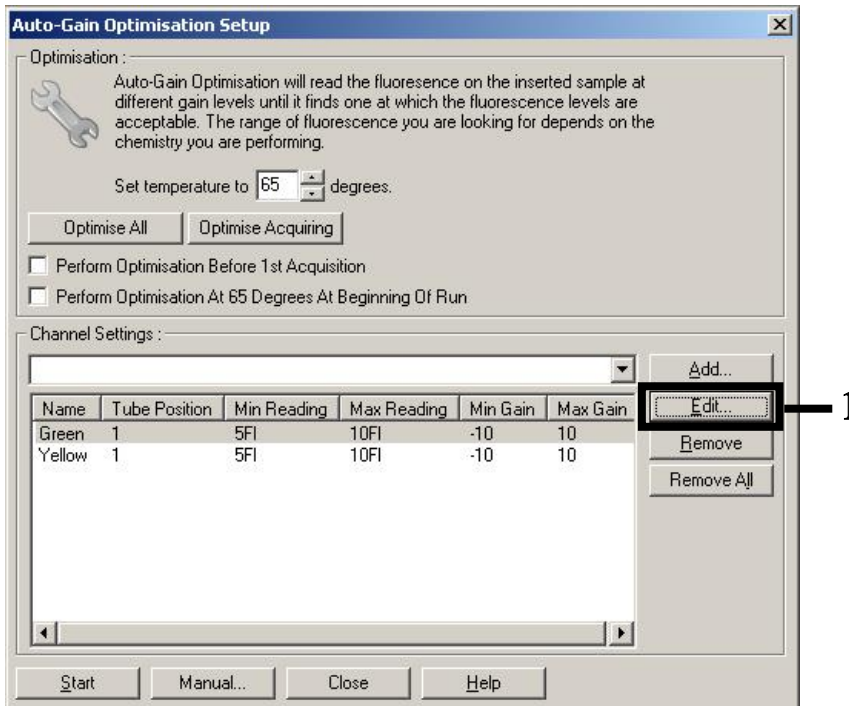 Auto-Gain Optimisation Setup
Optimisation :
Auto-Gain Optimisation will read the fluoresence on the inserted sample at
different gain levels until it finds one at which the fluorescence levels are
acceptable. The range of fluorescence you are looking for depends on the
chemistry you are performing.
Set temperature to 65 degrees.
Optimise All Optimise Acquiring
Perform Optimisation Before 1st Acquisition
Perform Optimisation At 65 Degrees At Beginning Of Run
Channel Settings :
Add...
Name Tube Position Min Reading Max Reading Min Gain Max Gain Edit... 1
Green 1 5Fl 10Fl -10 10
Yellow 1 5Fl 10Fl -10 10
Remove
Remove All
Start Manual... Close Help